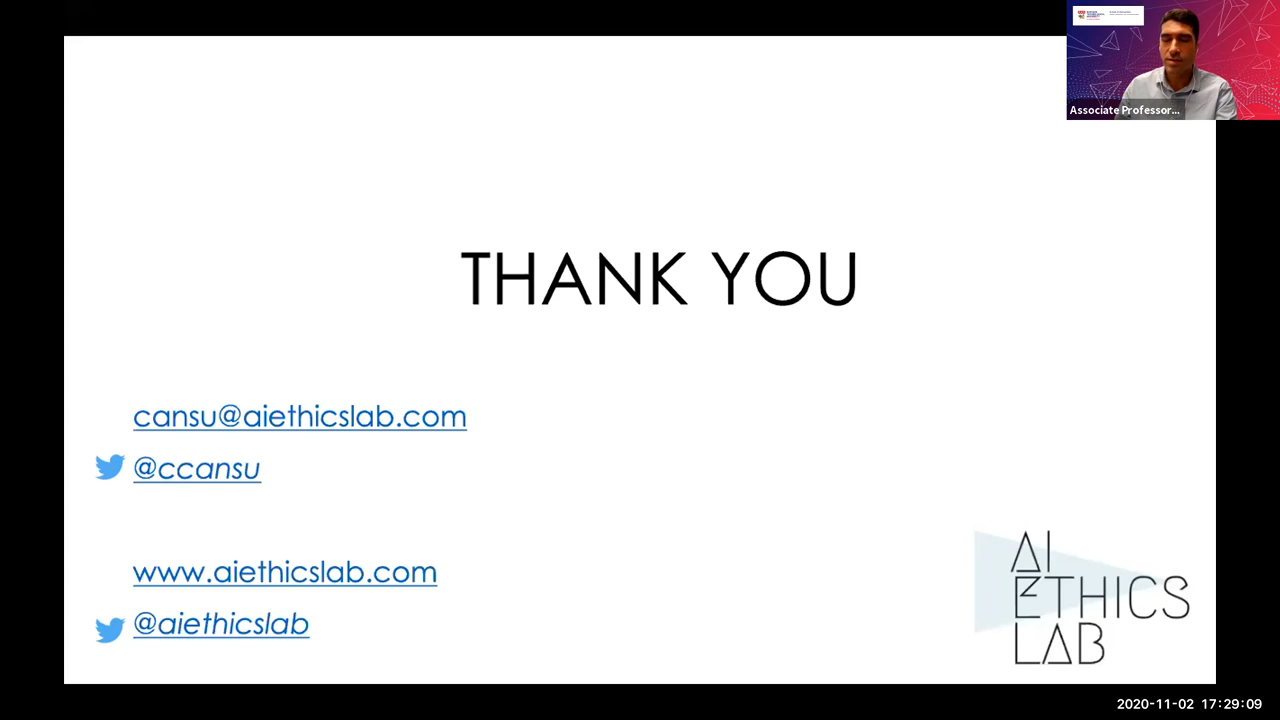 Associate Professor...
THANK YOU
cansu@aiethicslab.com
@ccansu
www.aiethicslab.com
@aiethicslab
AI
ETHICS
LAB
2020-11-02 17:29:09